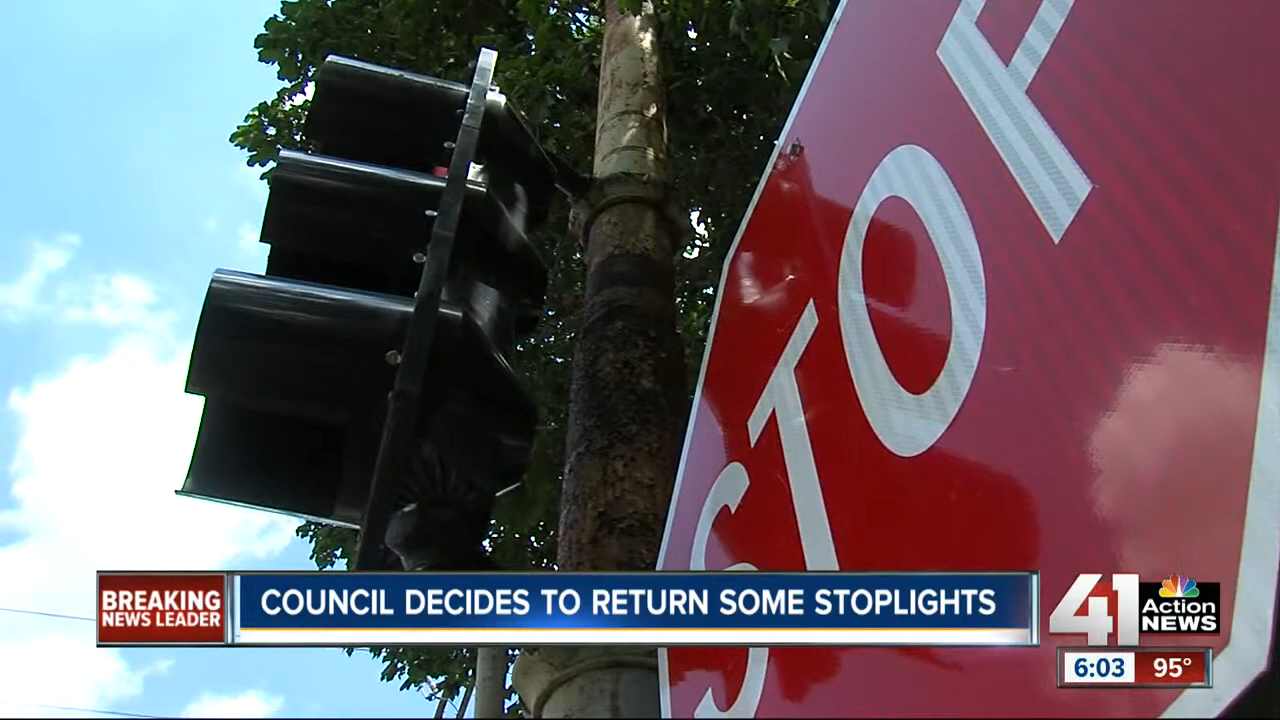 STOP
BREAKING
NEWS LEADER
COUNCIL DECIDES TO RETURN SOME STOPLIGHTS
41
Action
NEWS
6:03 95°